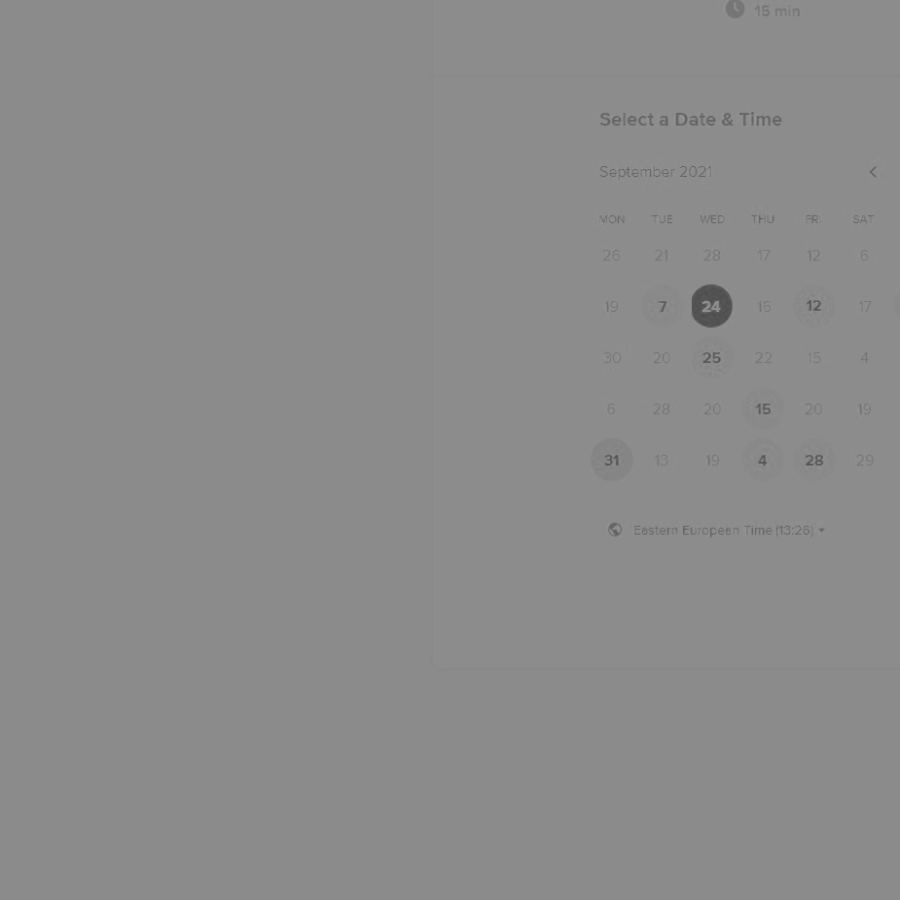 15 min
Select a Date & Time
September 2021
MON TUE WED THU FRI SAT
26 21 28 17 12 6
19 7 24 16 12 17
30 20 25 22 15 4
6 28 20 15 20 19
31 13 19 4 28 29
Eastern European Time (13:26)